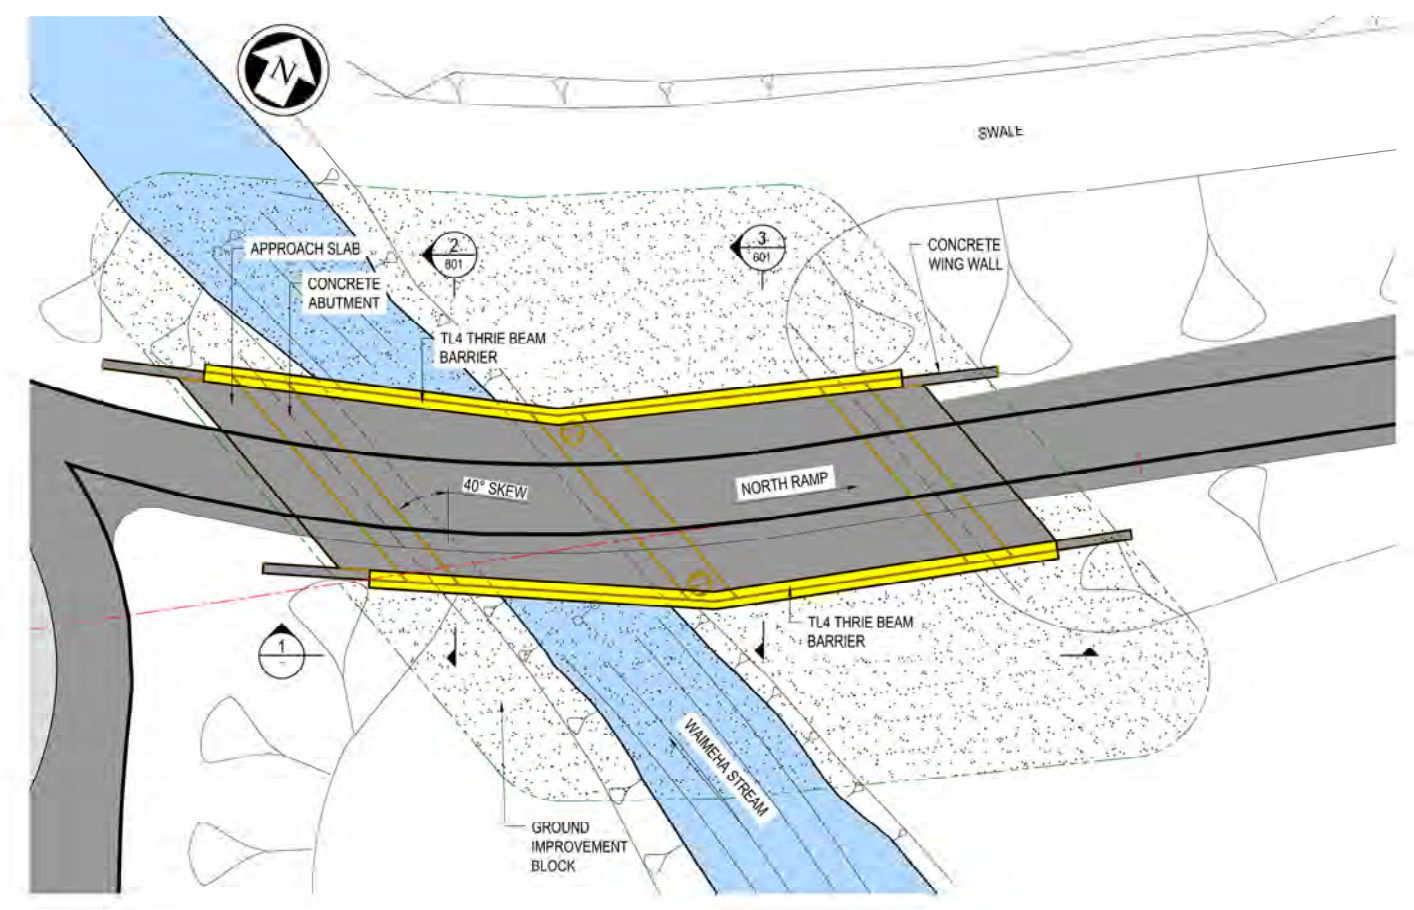 N
SWALE
APPROACH SLAB
2
801
3
601
CONCRETE
WING WALL
CONCRETE
ABUTMENT
TL4 THRIE BEAM
BARRIER
40° SKEW
NORTH RAMP
TL4 THRIE BEAM
BARRIER
1
-
WAIMEHA STREAM
GROUND
IMPROVEMENT
BLOCK